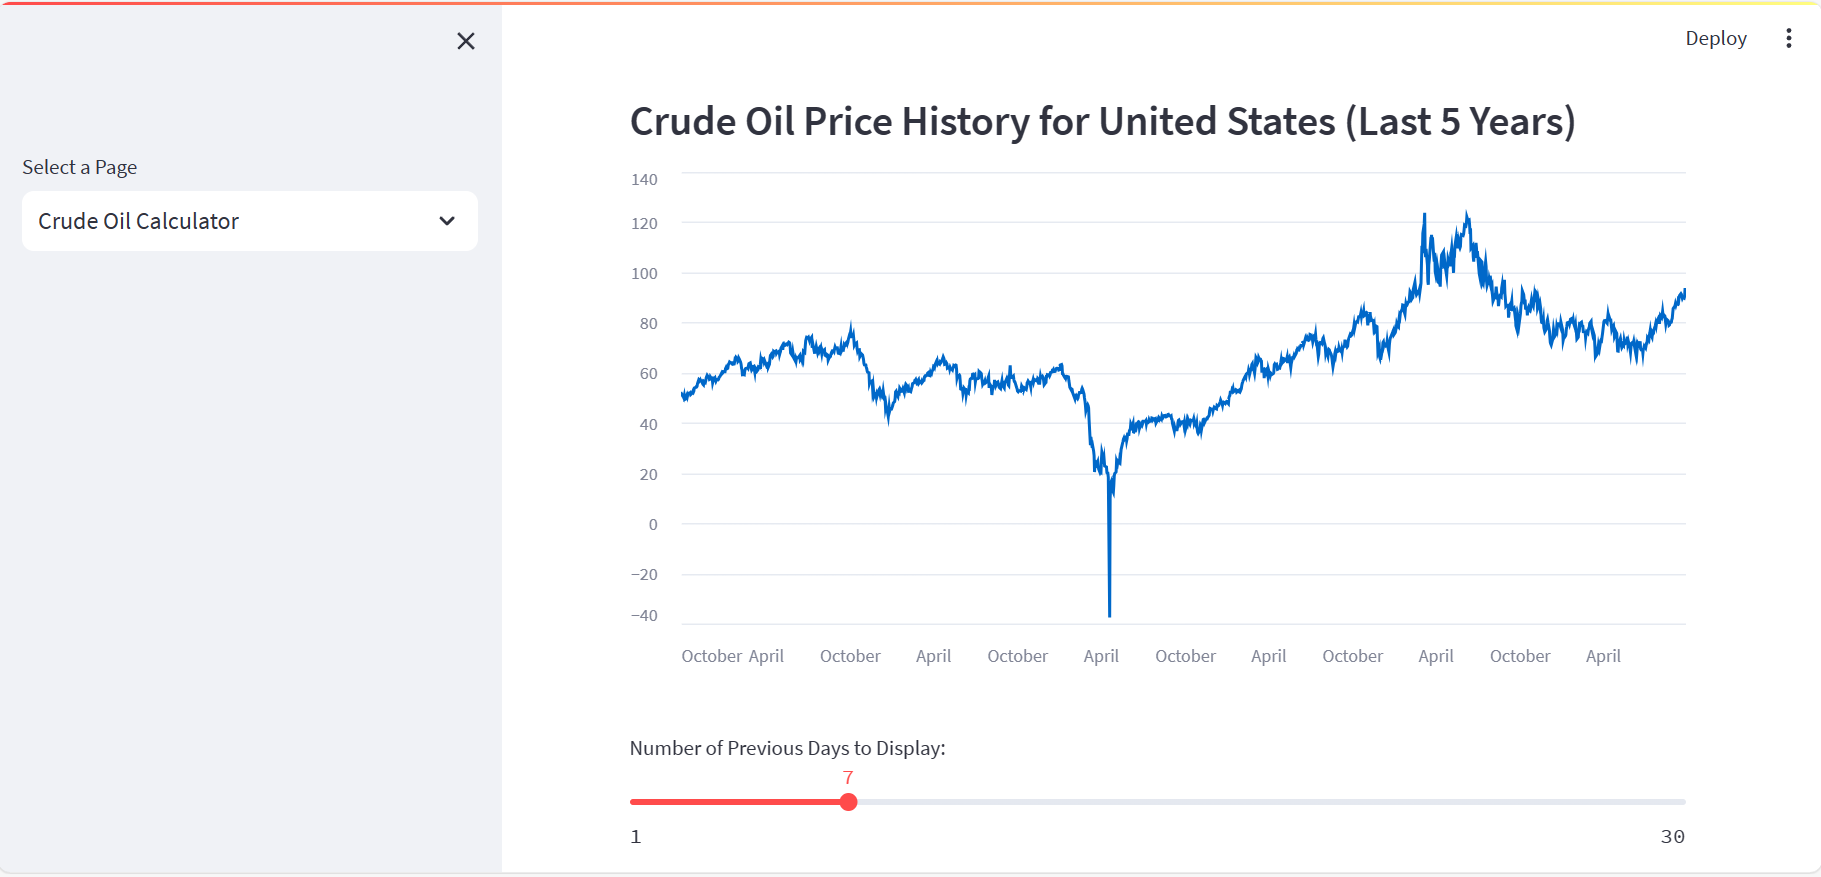 Deploy
Select a Page
Crude Oil Calculator
Crude Oil Price History for United States (Last 5 Years)
140
120
100
80
60
40
20
0
−20
−40
October April October April October April October April October April October April
Number of Previous Days to Display:
7
1 30